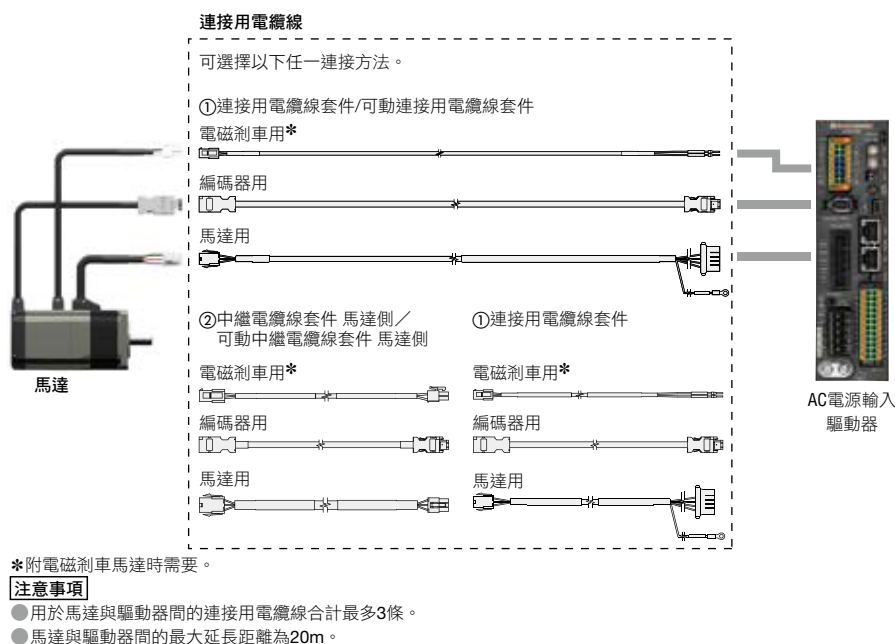 連接用電纜線
可選擇以下任一連接方法。
①連接用電纜線套件/可動連接用電纜線套件
電磁剎車用*
編碼器用
馬達用
②中繼電纜線套件 馬達側／
可動中繼電纜線套件 馬達側
電磁剎車用*
編碼器用
馬達用
①連接用電纜線套件
電磁剎車用*
編碼器用
馬達用
馬達
AC電源輸入
驅動器
*附電磁剎車馬達時需要。
注意事項
●用於馬達與驅動器間的連接用電纜線合計最多3條。
●馬達與驅動器間的最大延長距離為20m。